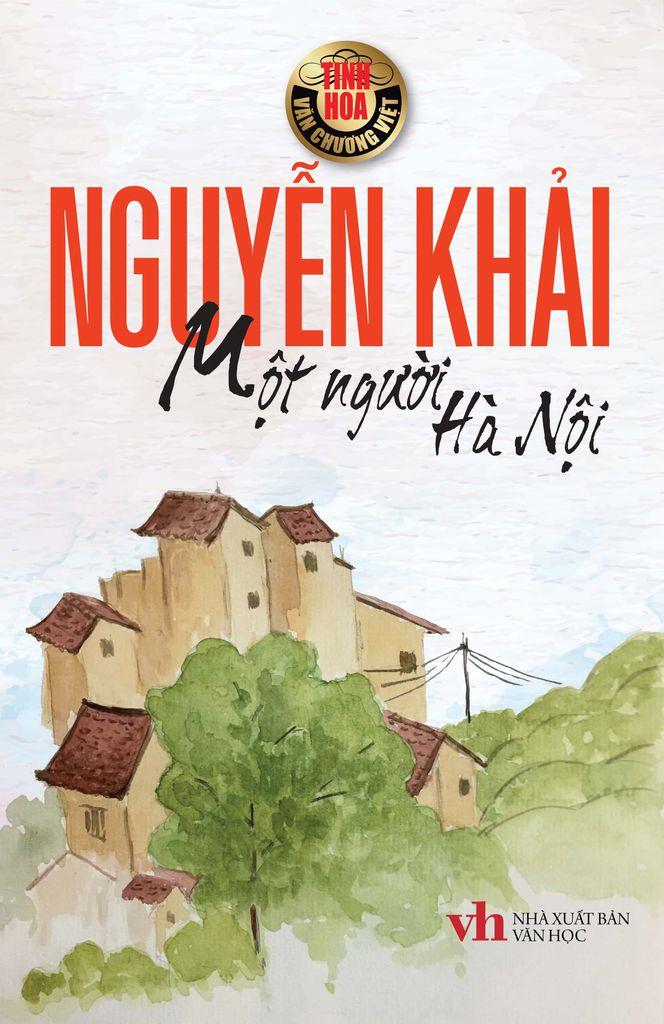 TINH
HOA
VĂN CHƯƠNG VIỆT
NGUYỄN KHẢI
Một người
Hà Nội
vh NHÀ XUẤT BẢN
VĂN HỌC